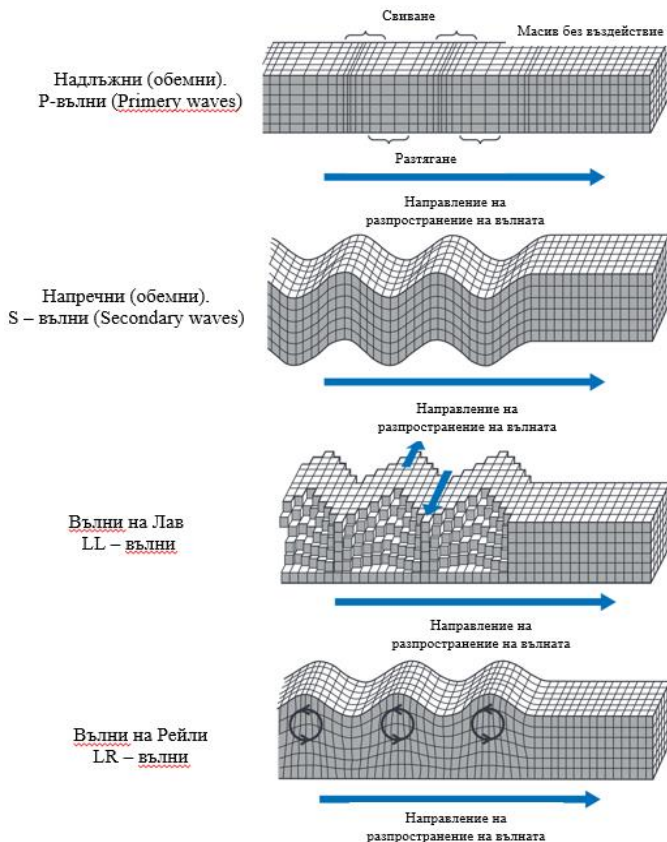 Свиване
Масив без въздействие
Надлъжни (обемни).
P-вълни (Primery waves)
Разтягане
Направление на
разпространение на вълната
Напречни (обемни).
S – вълни (Secondary waves)
Направление на
разпространение на вълната
Вълни на Лав
LL – вълни
Направление на
разпространение на вълната
Вълни на Рейли
LR – вълни
Направление на
разпространение на вълната